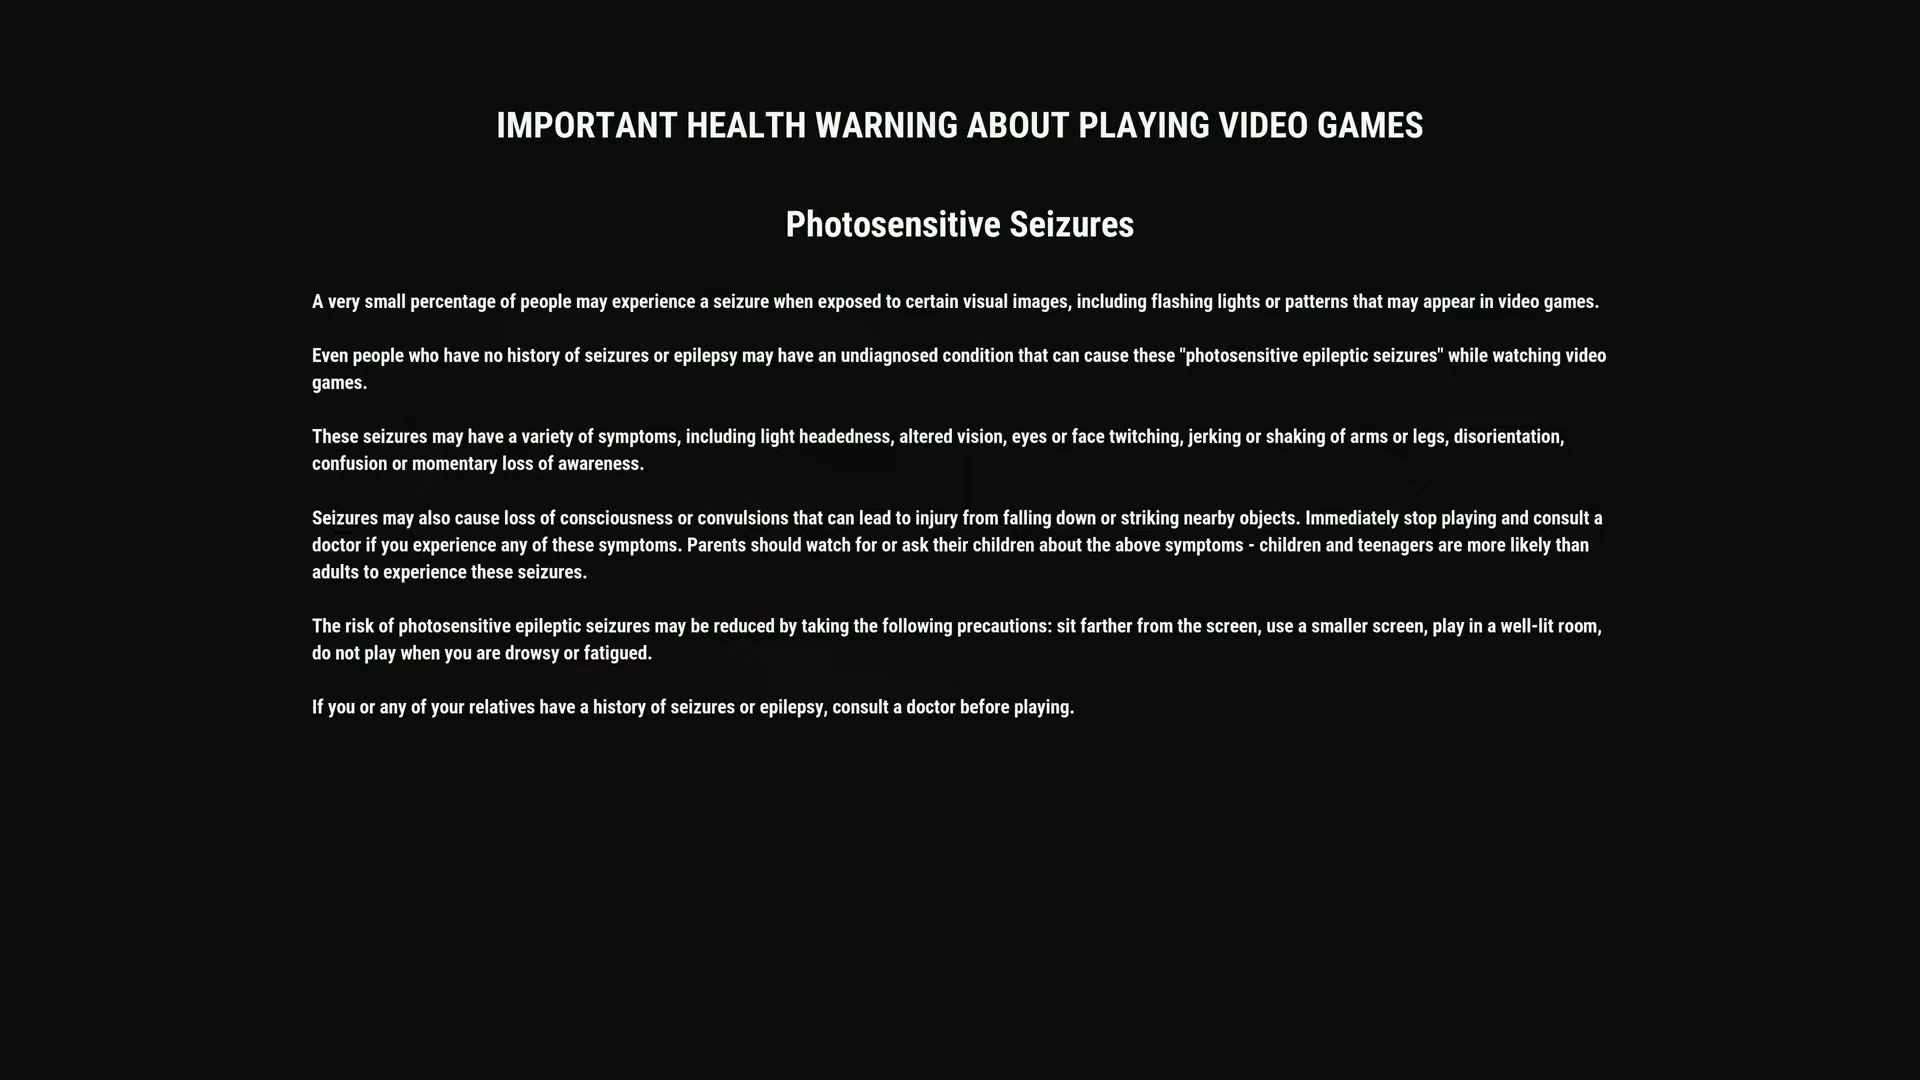 IMPORTANT HEALTH WARNING ABOUT PLAYING VIDEO GAMES
Photosensitive Seizures
A very small percentage of people may experience a seizure when exposed to certain visual images, including flashing lights or patterns that may appear in video games.
Even people who have no history of seizures or epilepsy may have an undiagnosed condition that can cause these "photosensitive epileptic seizures" while watching video
games.
These seizures may have a variety of symptoms, including light headedness, altered vision, eyes or face twitching, jerking or shaking of arms or legs, disorientation,
confusion or momentary loss of awareness.
Seizures may also cause loss of consciousness or convulsions that can lead to injury from falling down or striking nearby objects. Immediately stop playing and consult a
doctor if you experience any of these symptoms. Parents should watch for or ask their children about the above symptoms - children and teenagers are more likely than
adults to experience these seizures.
The risk of photosensitive epileptic seizures may be reduced by taking the following precautions: sit farther from the screen, use a smaller screen, play in a well-lit room,
do not play when you are drowsy or fatigued.
If you or any of your relatives have a history of seizures or epilepsy, consult a doctor before playing.